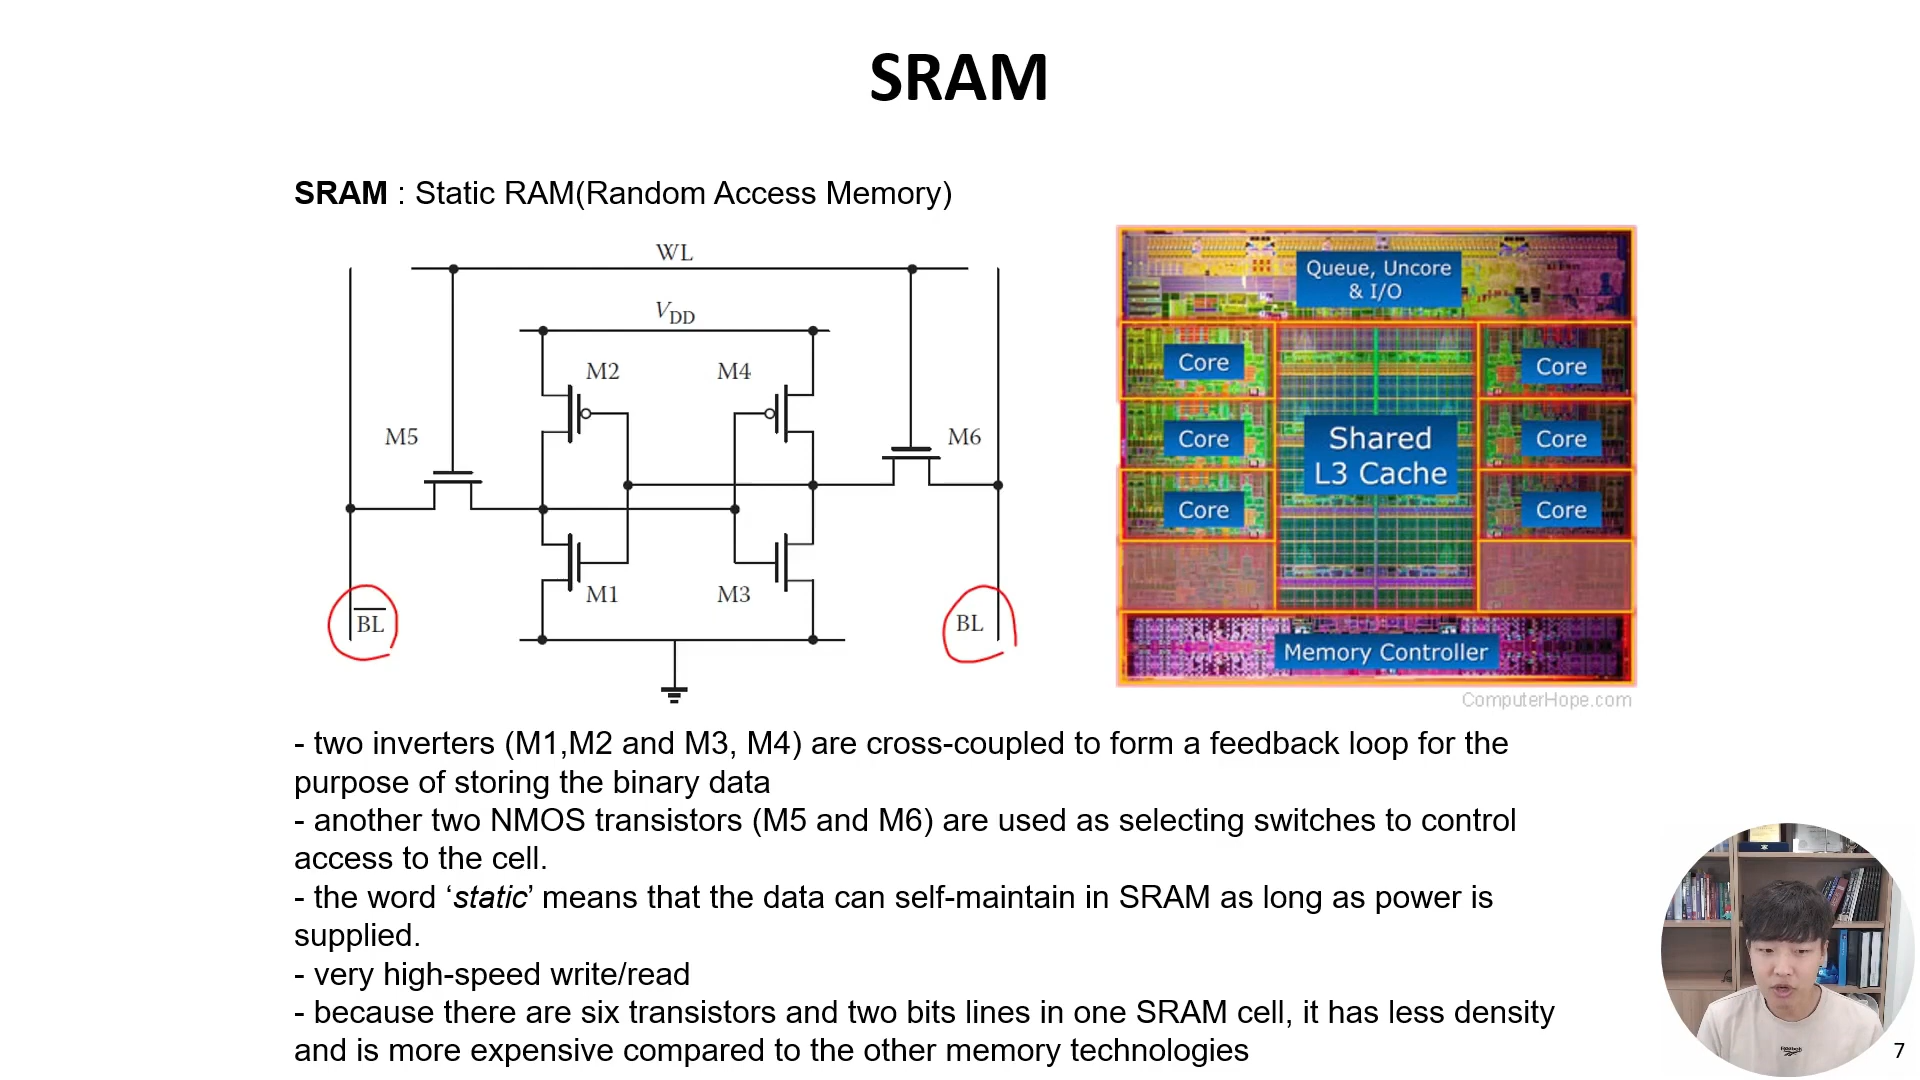 SRAM
SRAM : Static RAM(Random Access Memory)
WL
VDD
M2
M4
M5
M6
M1
M3
B̅L̅
BL
Queue, Uncore
& I/O
Core
Core
Core
Core
Core
Core
Shared
L3 Cache
Memory Controller
ComputerHope.com
- two inverters (M1,M2 and M3, M4) are cross-coupled to form a feedback loop for the
purpose of storing the binary data
- another two NMOS transistors (M5 and M6) are used as selecting switches to control
access to the cell.
- the word ‘static’ means that the data can self-maintain in SRAM as long as power is
supplied.
- very high-speed write/read
- because there are six transistors and two bits lines in one SRAM cell, it has less density
and is more expensive compared to the other memory technologies
7